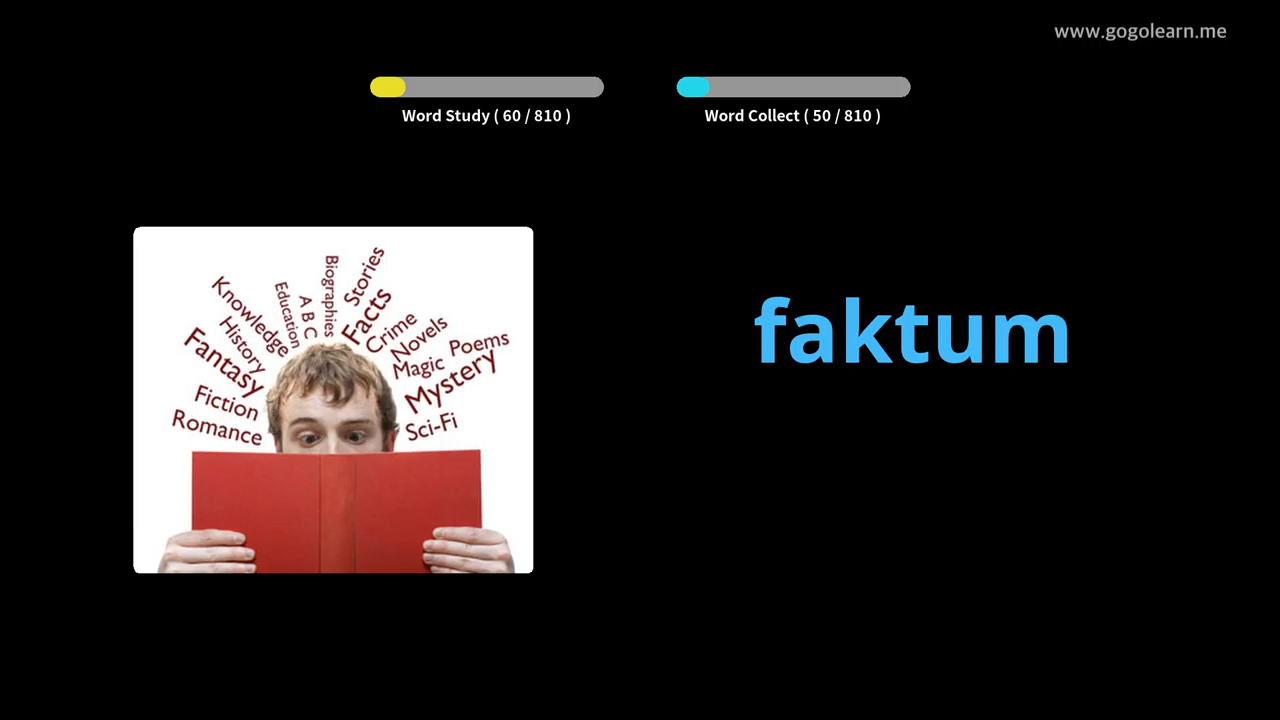 www.gogolearn.me
Word Study ( 60 / 810 )
Word Collect ( 50 / 810 )
Biographies
Stories
Education
A B C
Facts
Knowledge
Crime
History
Novels
Poems
Fantasy
Magic
Mystery
Fiction
Romance
Sci-Fi
faktum